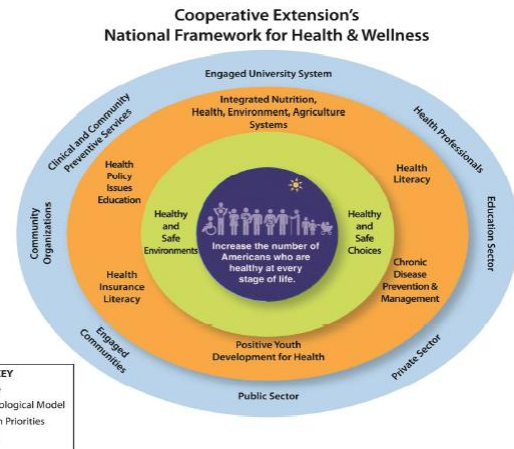 Cooperative Extension's
National Framework for Health & Wellness
Engaged University System
Integrated Nutrition,
Health, Environment, Agriculture
Systems
Clinical and Community
Preventive Services
Health Professionals
Health
Policy
Issues
Education
Health
Literacy
Community
Organizations
Education Sector
Healthy
and
Safe
Environments
Increase the number of
Americans who are
healthy at every
stage of life.
Healthy
and
Safe
Choices
Health
Insurance
Literacy
Chronic
Disease
Prevention &
Management
Engaged
Communities
Positive Youth
Development for Health
Private Sector
Public Sector
ological Model
Priorities